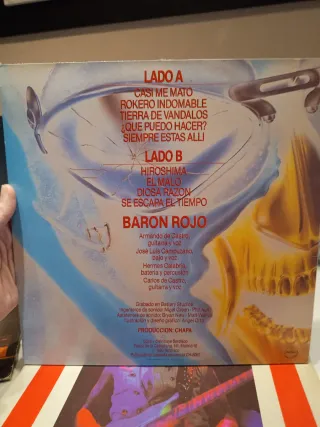 LADO A
CASI ME MATO
ROKERO INDOMABLE
TIERRA DE VANDALOS
¿QUE PUEDO HACER?
SIEMPRE ESTAS ALLI
LADO B
HIROSHIMA
EL MALO
DIOSA RAZON
SE ESCAPA EL TIEMPO
BARON ROJO
Armando de Castro,
guitarra y voz
José Luis Campuzano,
bajo y voz
Hermes Calabria,
batería y percusión
Carlos de Castro,
guitarra y voz
PRODUCCION: CHAPA